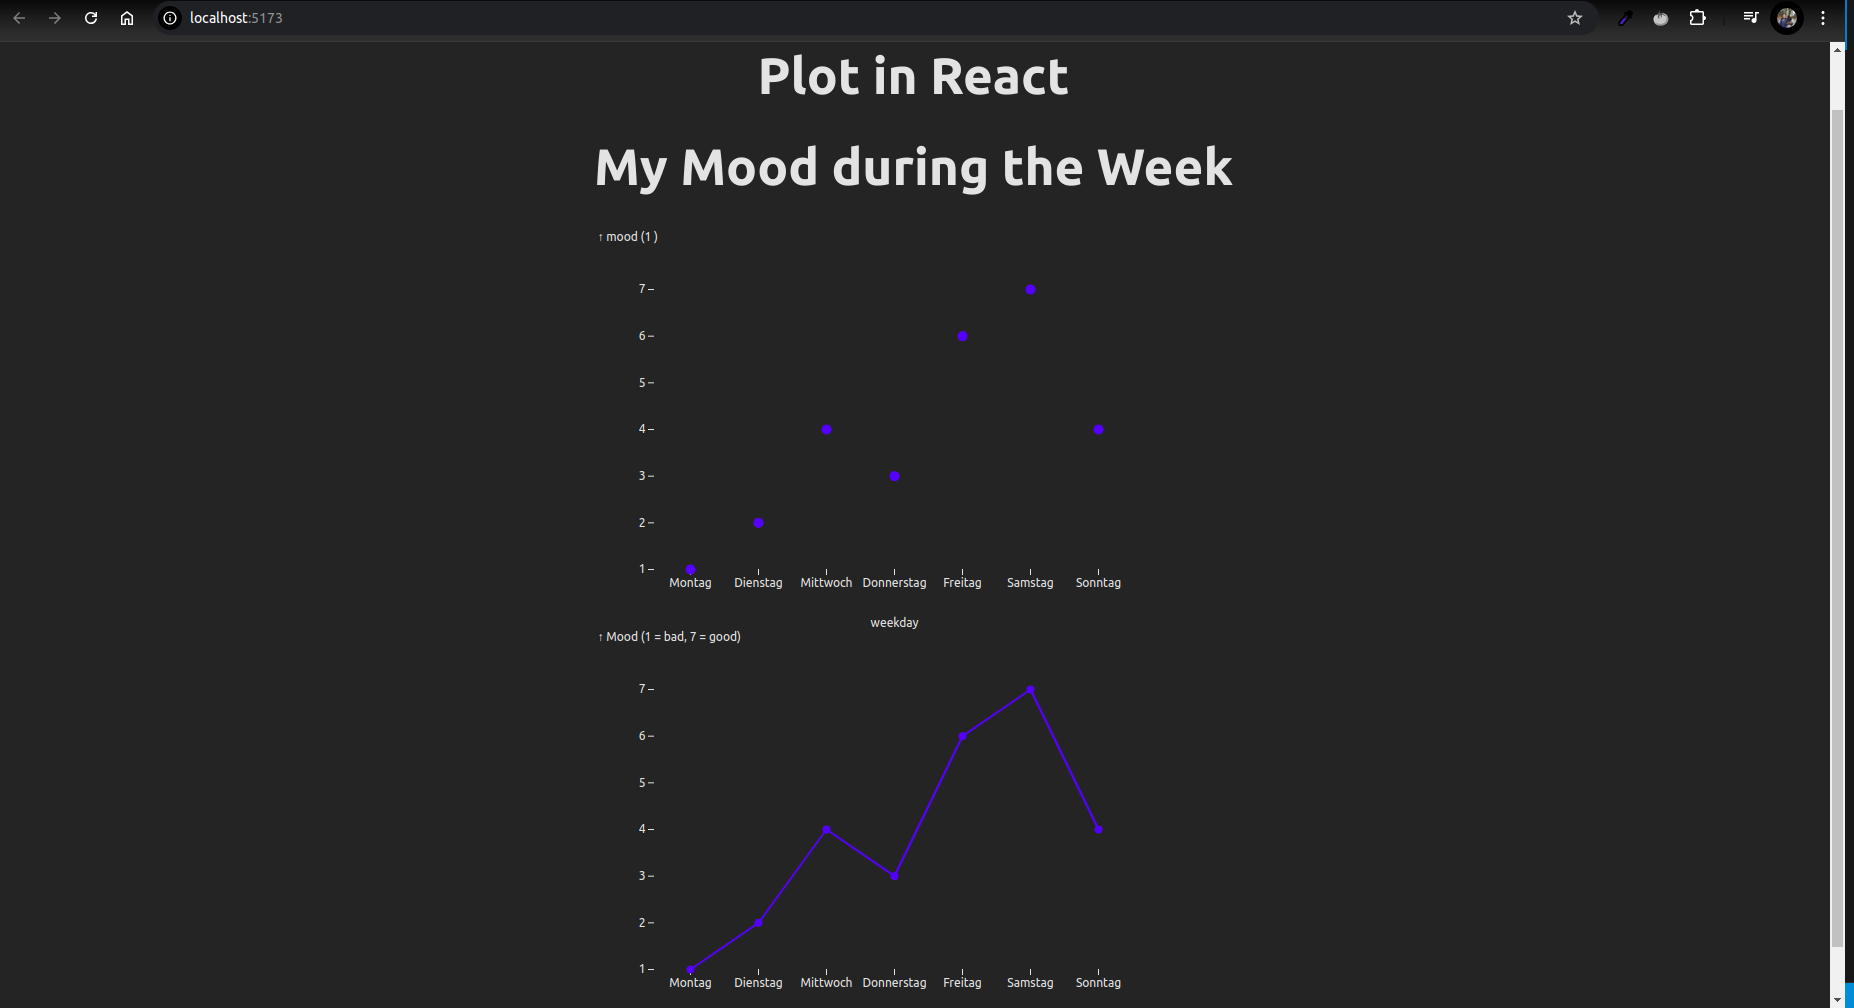 localhost:5173
Plot in React
My Mood during the Week
↑ mood (1 )
7
6
5
4
3
2
1
Montag Dienstag Mittwoch Donnerstag Freitag Samstag Sonntag
weekday
↑ Mood (1 = bad, 7 = good)
7
6
5
4
3
2
1
Montag Dienstag Mittwoch Donnerstag Freitag Samstag Sonntag